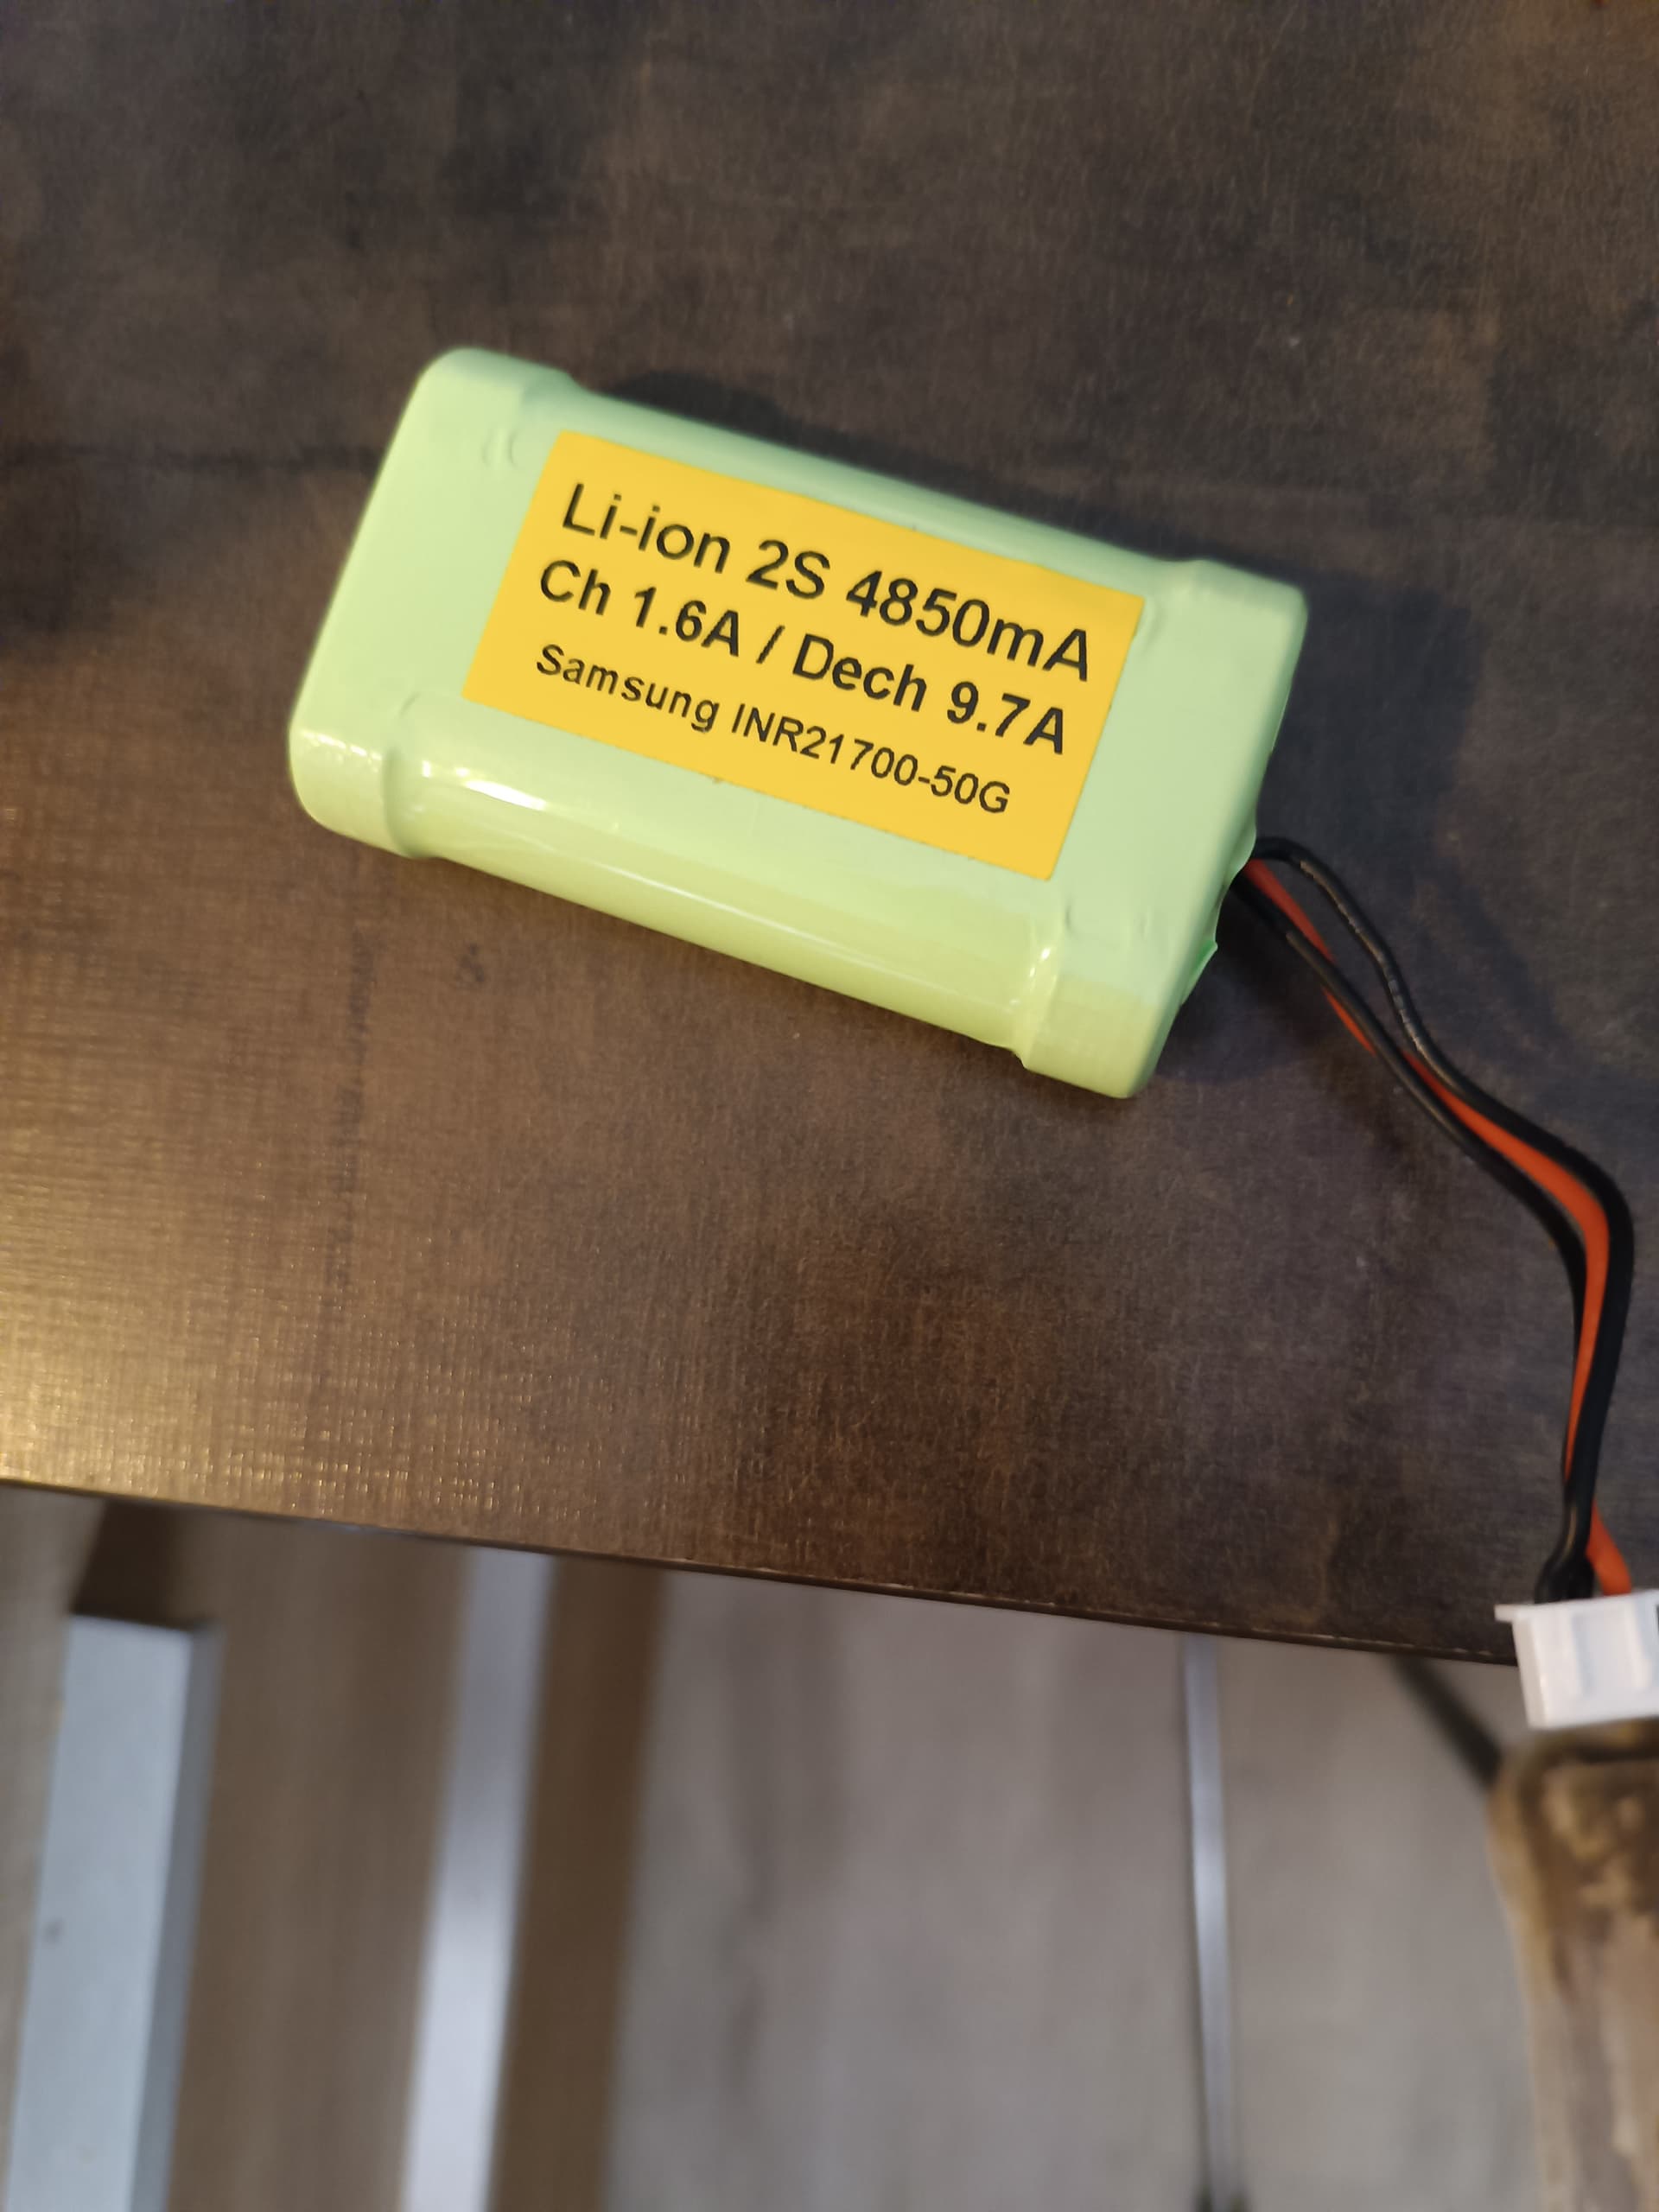 Li-ion 2S 4850mA
Ch 1.6A / Dech 9.7A
Samsung INR21700-50G